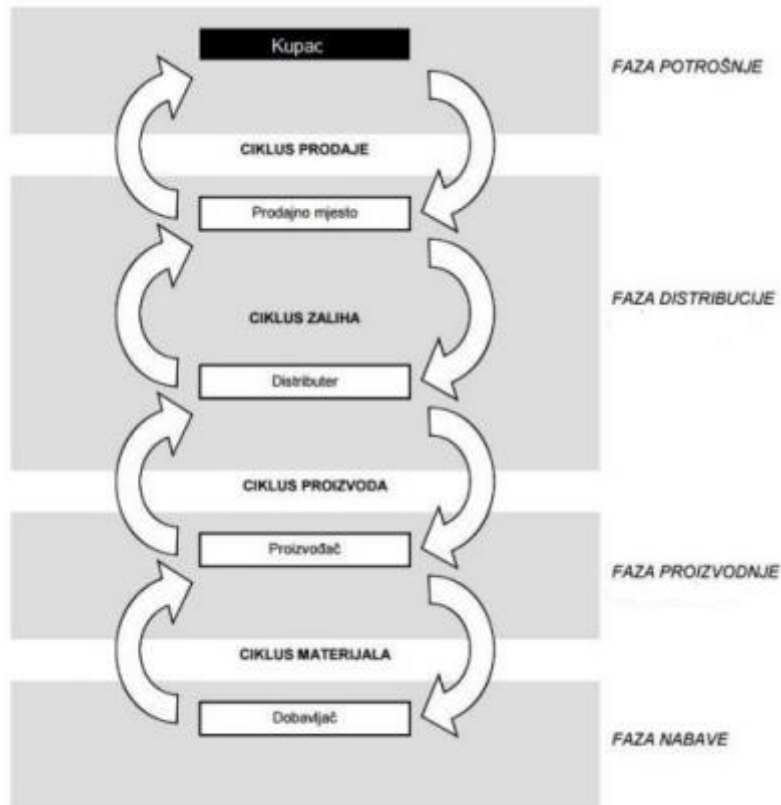 Kupac
FAZA POTROŠNJE
CIKLUS PRODAJE
Prodajno mjesto
FAZA DISTRIBUCIJE
CIKLUS ZALIHA
Distributer
CIKLUS PROIZVODA
Proizvođač
FAZA PROIZVODNJE
CIKLUS MATERIJALA
Dobavljač
FAZA NABAVE